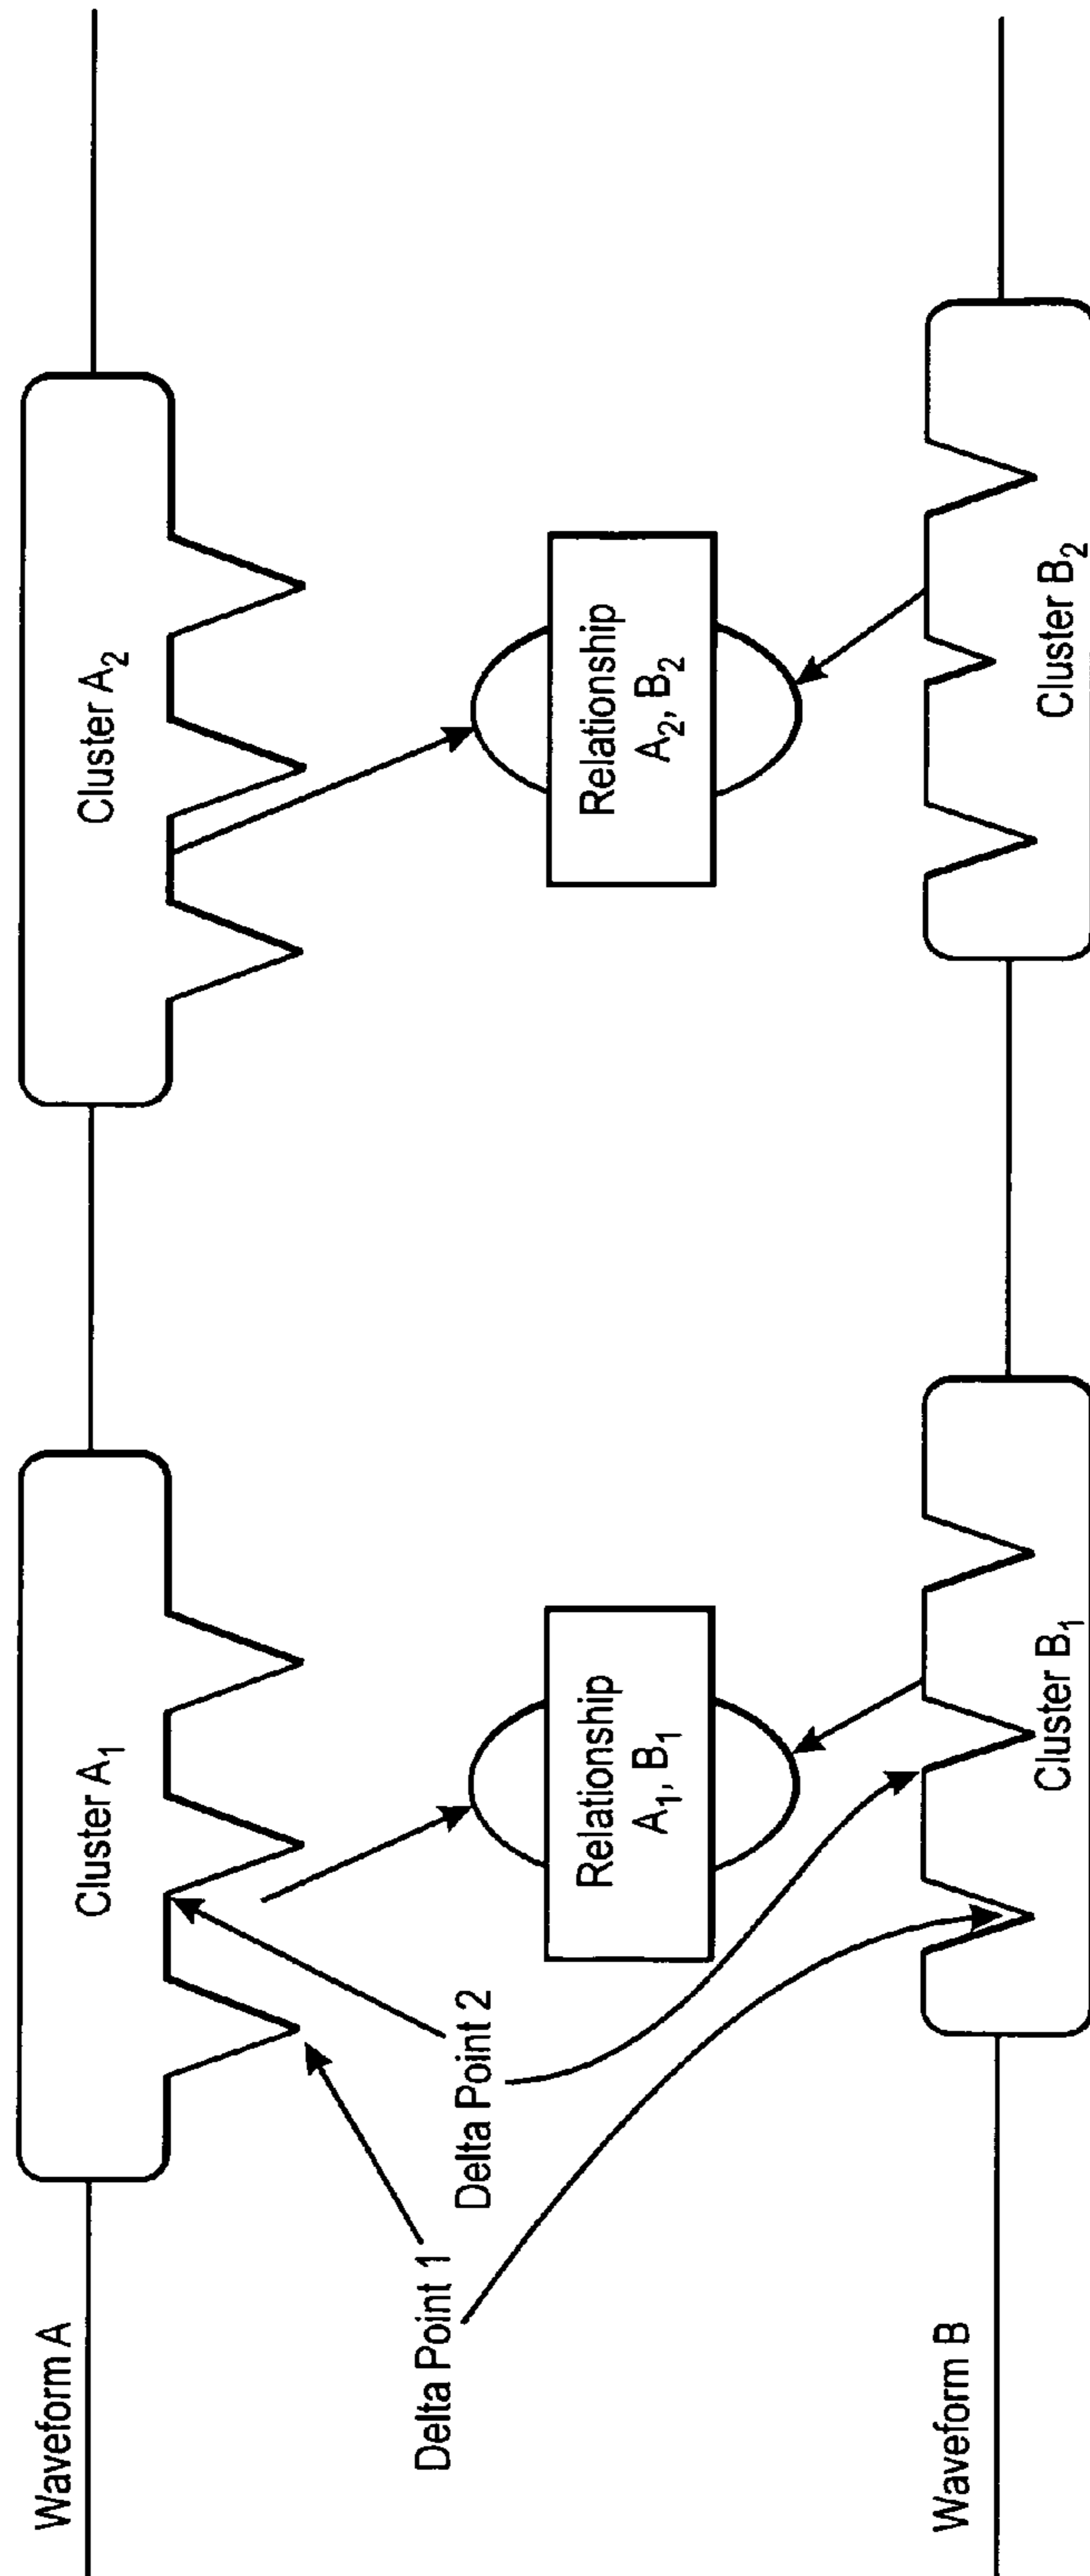 Waveform A
Cluster A₁
Cluster A₂
Delta Point 1
Delta Point 2
Relationship
A₁, B₁
Relationship
A₂, B₂
Waveform B
Cluster B₁
Cluster B₂